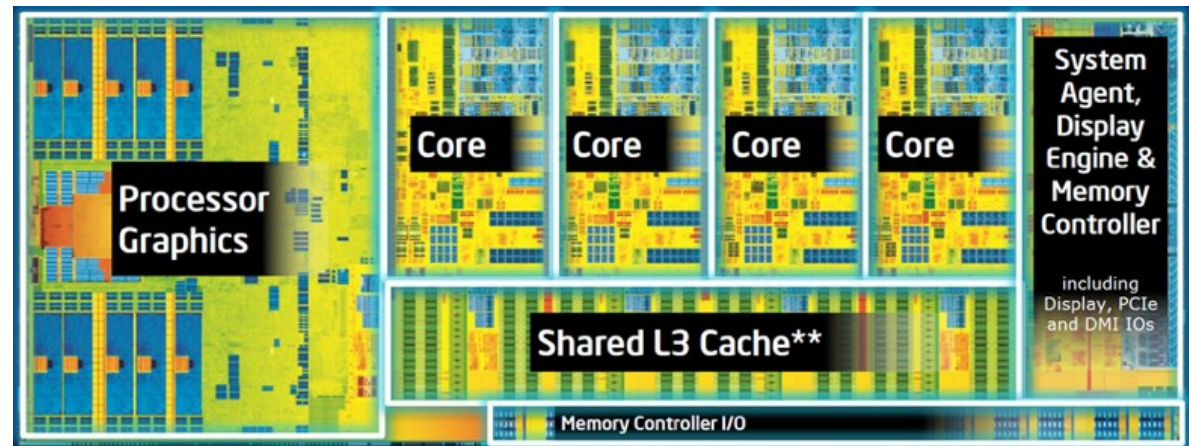 Processor
Graphics
Core
Core
Core
Core
System
Agent,
Display
Engine &
Memory
Controller
including
Display, PCIe
and DMI IOs
Shared L3 Cache**
Memory Controller I/O